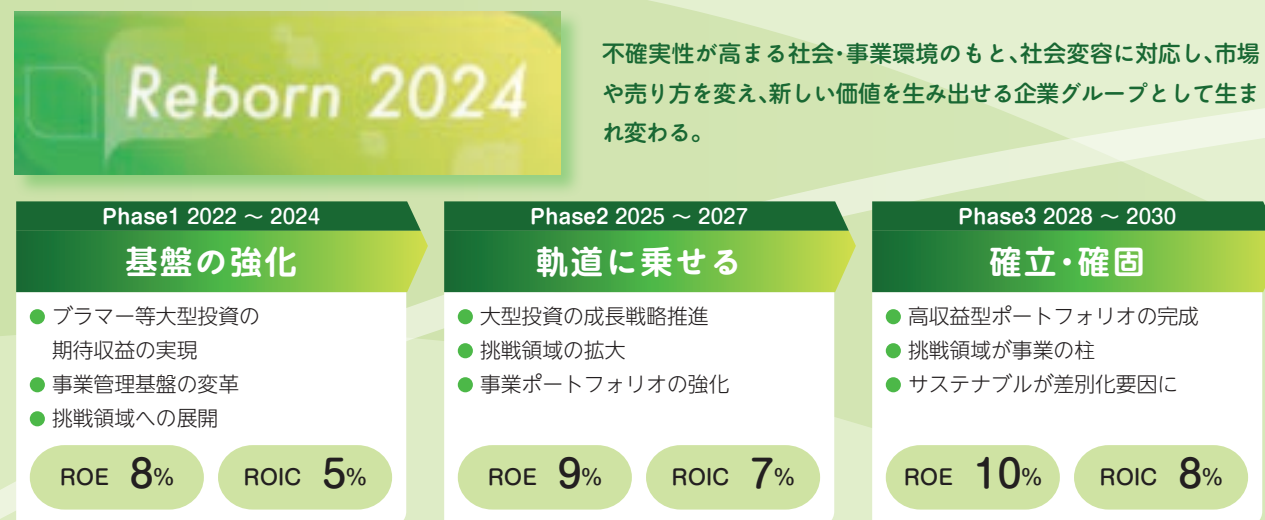 Reborn 2024
不確実性が高まる社会・事業環境のもと、社会変容に対応し、市場
や売り方を変え、新しい価値を生み出せる企業グループとして生ま
れ変わる。
Phase1 2022 ～ 2024
基盤の強化
● ブラマー等大型投資の
期待収益の実現
● 事業管理基盤の変革
● 挑戦領域への展開
ROE 8% ROIC 5%
Phase2 2025 ～ 2027
軌道に乗せる
● 大型投資の成長戦略推進
● 挑戦領域の拡大
● 事業ポートフォリオの強化
ROE 9% ROIC 7%
Phase3 2028 ～ 2030
確立・確固
● 高収益型ポートフォリオの完成
● 挑戦領域が事業の柱
● サステナブルが差別化要因に
ROE 10% ROIC 8%